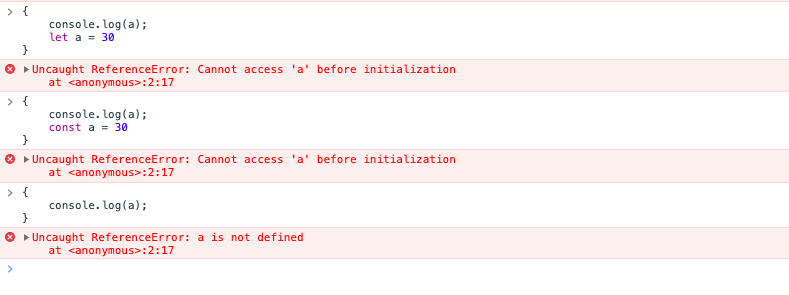 > {
    console.log(a);
    let a = 30
}
Uncaught ReferenceError: Cannot access 'a' before initialization
    at <anonymous>:2:17
> {
    console.log(a);
    const a = 30
}
Uncaught ReferenceError: Cannot access 'a' before initialization
    at <anonymous>:2:17
> {
    console.log(a);
}
Uncaught ReferenceError: a is not defined
    at <anonymous>:2:17
>